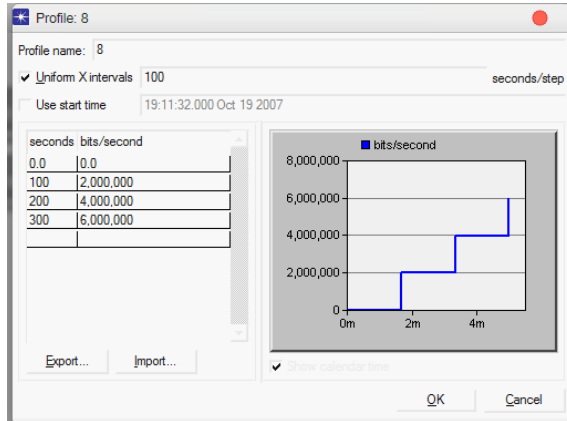 Profile: 8
Profile name: 8
Uniform X intervals 100 seconds/step
Use start time 19:11:32.000 Oct 19 2007
seconds bits/second
0.0 0.0
100 2,000,000
200 4,000,000
300 6,000,000
Export... Import...
bits/second
8,000,000
6,000,000
4,000,000
2,000,000
0
0m 2m 4m
Show calendar time
OK Cancel